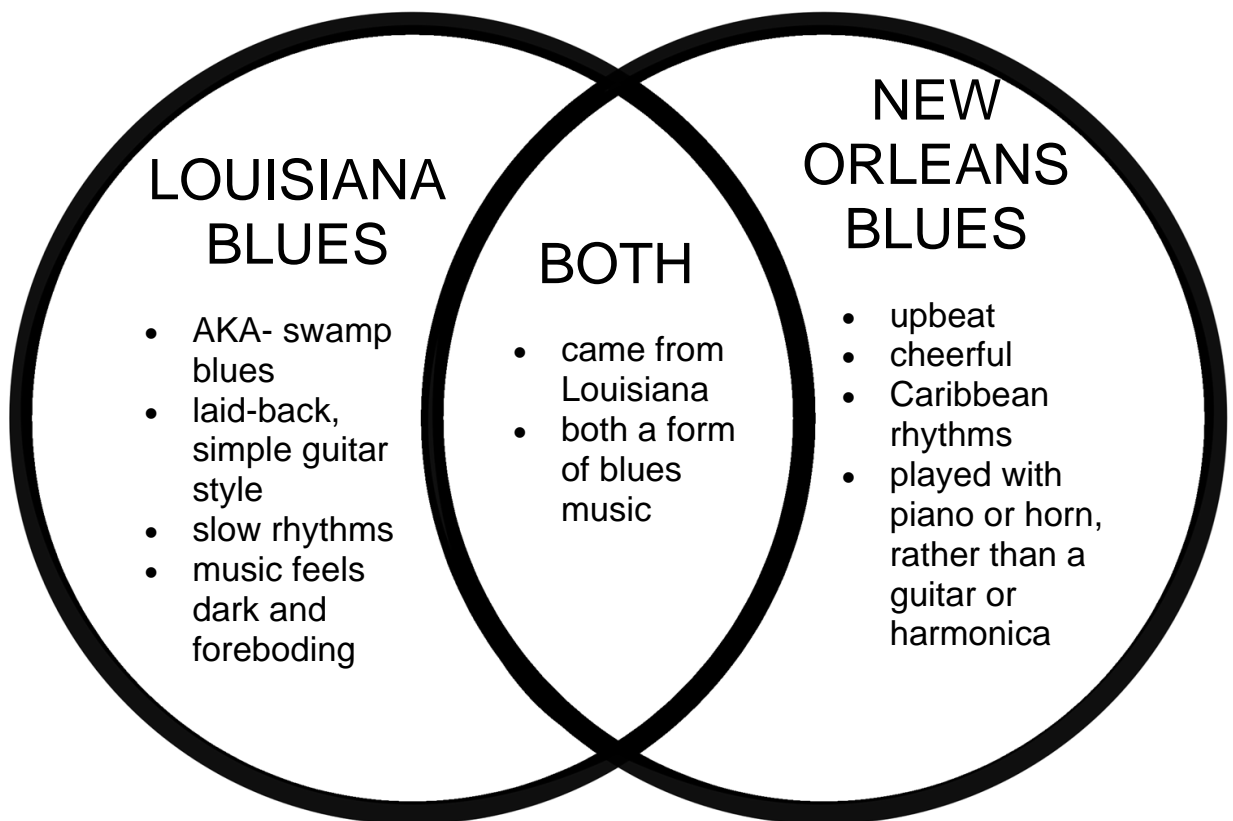 LOUISIANA
BLUES
• AKA- swamp
blues
• laid-back,
simple guitar
style
• slow rhythms
• music feels
dark and
foreboding
BOTH
• came from
Louisiana
• both a form
of blues
music
NEW
ORLEANS
BLUES
• upbeat
• cheerful
• Caribbean
rhythms
• played with
piano or horn,
rather than a
guitar or
harmonica